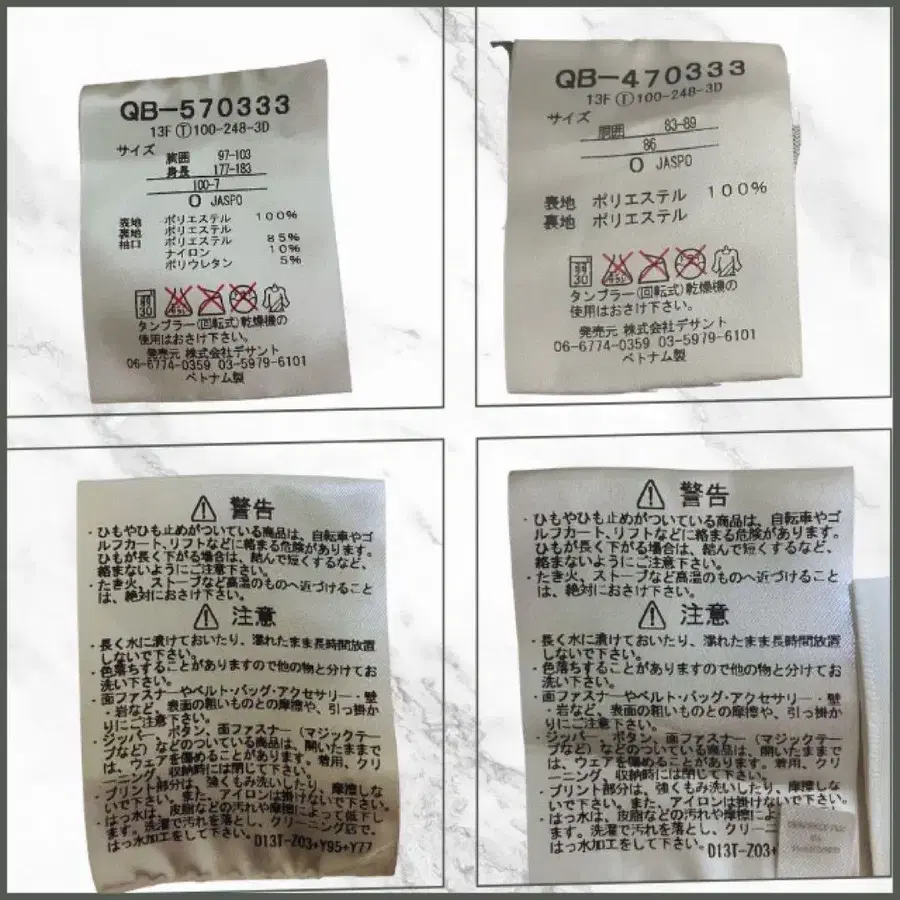 QB-570333
13F Ⓣ100-248-3D
サイズ
胸囲 97-103
身長 177-183
100-7
O JASPO
表地 ポリエステル 100%
裏地 ポリエステル
袖口 ポリエステル 85%
ナイロン 10%
ポリウレタン 5%
弱
30
タンブラー(回転式)乾燥機の
使用はおさけ下さい。
発売元 株式会社デサント
06-6774-0359 03-5979-6101
ベトナム製
QB-470333
13F Ⓣ100-248-3D
サイズ
胴囲 83-89
86
O JASPO
表地 ポリエステル 100%
裏地 ポリエステル
弱
30
タンブラー(回転式)乾燥機の
使用はおさけ下さい。
発売元 株式会社デサント
06-6774-0359 03-5979-6101
ベトナム製
警告
・ひもやひも止めがついている商品は、自転車やゴ
ルフカート、リフトなどに絡まる危険があります。
ひもが長く下がる場合は、結んで短くするなど、
絡まないようにご注意下さい。
・たき火、ストーブなど高温のものへ近づけること
は、絶対におさけ下さい。
注意
・長く水に漬けておいたり、濡れたまま長時間放置
しないで下さい。
・色落ちすることがありますので他の物と分けてお
洗い下さい。
・面ファスナーやベルト・バッグ・アクセサリー・壁
・岩など、表面の粗いものとの摩擦や、引っ掛か
りにご注意下さい。
・ジッパー、ボタン、面ファスナー(マジックテー
プなど)などのついている商品は、開いたままで
は、ウェアを傷めることがあります。着用、クリ
ーニング、収納時には閉じて下さい。
・プリント部分は、強くもみ洗いしたり、摩擦しな
いで下さい。また、アイロンは掛けないで下さい。
・はっ水は、皮脂などの汚れや摩擦によって低下し
ます。洗濯で汚れを落とし、クリーニング店で、
はっ水加工をして下さい。 D13T-Z03+Y95+Y77
警告
・ひもやひも止めがついている商品は、自転車やゴ
ルフカート、リフトなどに絡まる危険があります。
ひもが長く下がる場合は、結んで短くするなど、
絡まないようにご注意下さい。
・たき火、ストーブなど高温のものへ近づけること
は、絶対におさけ下さい。
注意
・長く水に漬けておいたり、濡れたまま長時間放置
しないで下さい。
・色落ちすることがありますので他の物と分けてお
洗い下さい。
・面ファスナーやベルト・バッグ・アクセサリー・壁
・岩など、表面の粗いものとの摩擦や、引っ掛か
りにご注意下さい。
・ジッパー、ボタン、面ファスナー(マジックテー
プなど)などのついている商品は、開いたままで
は、ウェアを傷めることがあります。着用、クリ
ーニング、収納時には閉じて下さい。
・プリント部分は、強くもみ洗いしたり、摩擦しな
いで下さい。また、アイロンは掛けないで下さい。
・はっ水は、皮脂などの汚れや摩擦によ
ます。洗濯で汚れを落とし、クリーニ
はっ水加工をして下さい。 D13T-Z03+